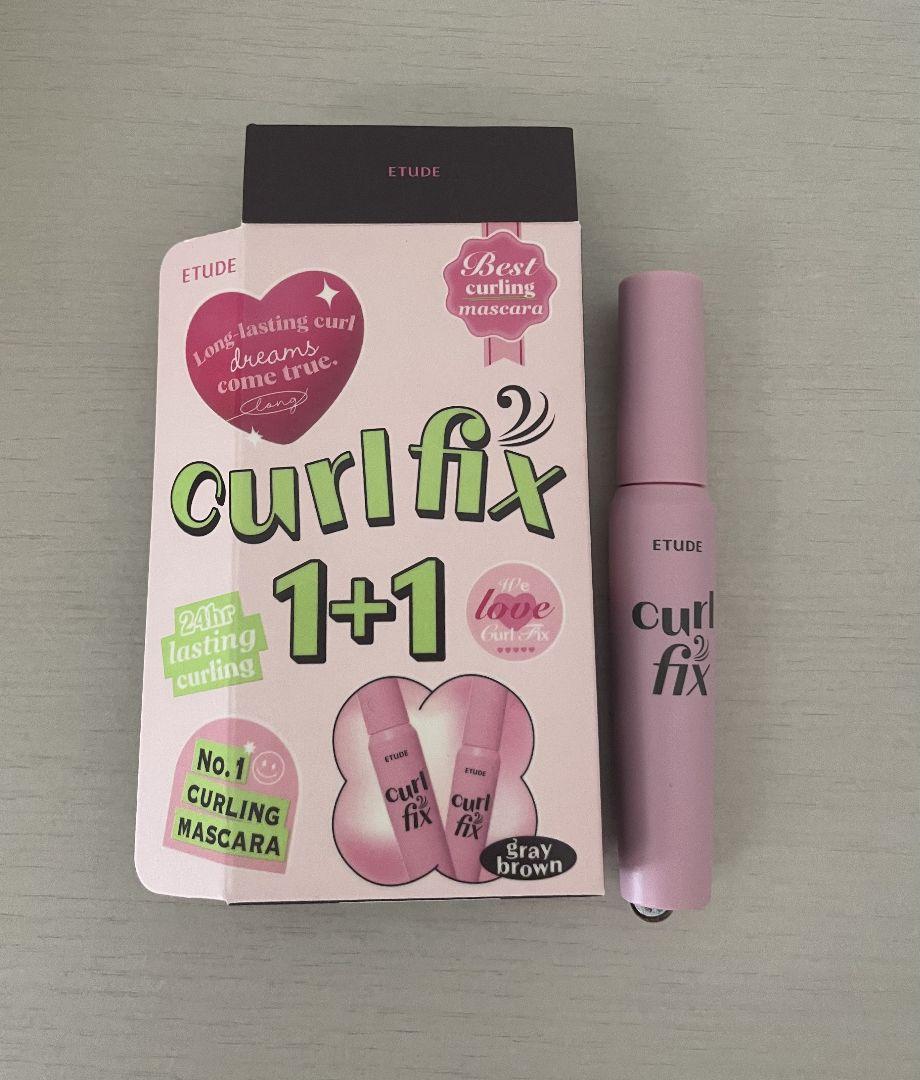 ETUDE
ETUDE
Long-lasting curl
dreams
come true.
long
Best
curling
mascara
curl fix
1+1
24hr
lasting
curling
We
love
Curl Fix
No.1
CURLING
MASCARA
ETUDE
curl
fix
ETUDE
curl
fix
gray
brown
ETUDE
curl
fix